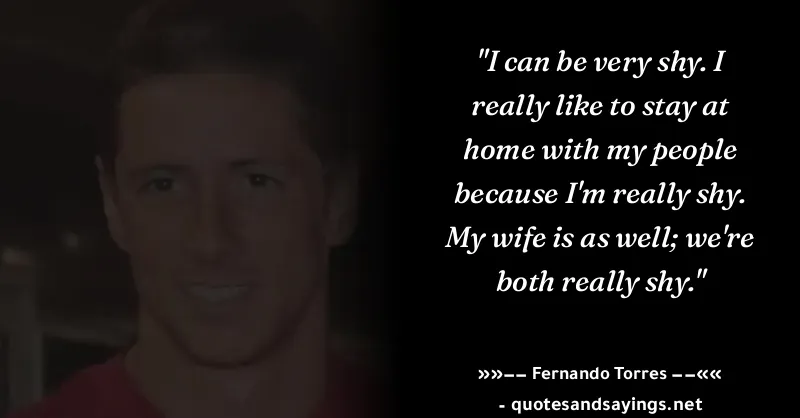 "I can be very shy. I
really like to stay at
home with my people
because I'm really shy.
My wife is as well; we're
both really shy."
»»–– Fernando Torres ––««
- quotesandsayings.net